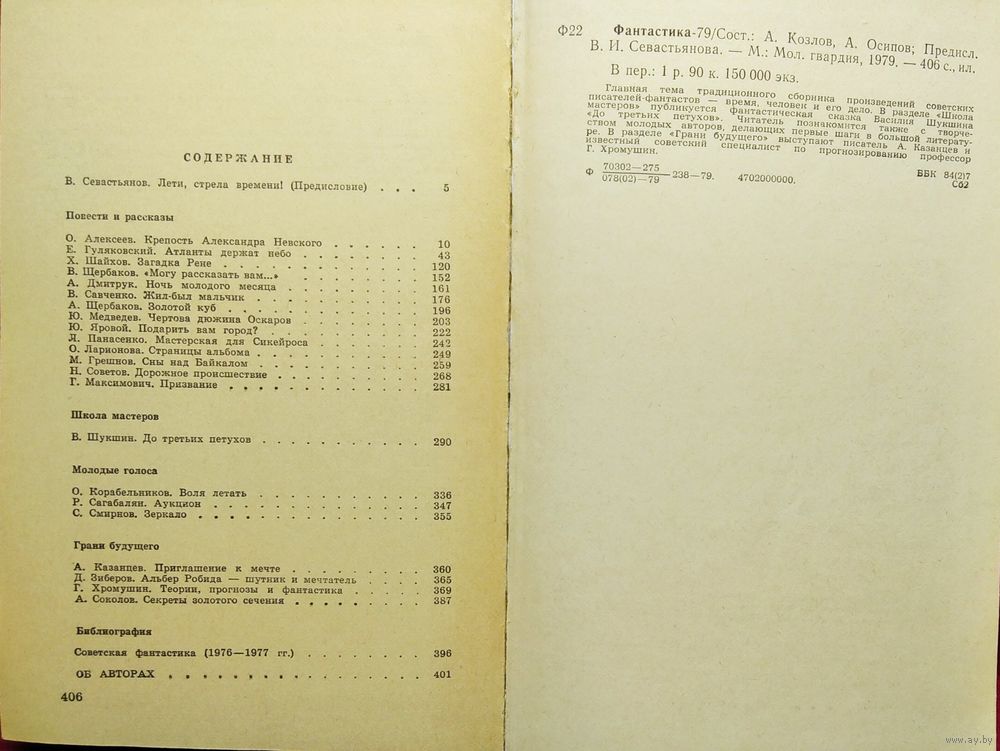 СОДЕРЖАНИЕ
В. Севастьянов. Лети, стрела времени! (Предисловие) . . . 5
Повести и рассказы
О. Алексеев. Крепость Александра Невского . . . . . . 10
Е. Гуляковский. Атланты держат небо . . . . . . . 43
Х. Шайхов. Загадка Рене . . . . . . . . . 120
В. Щербаков. «Могу рассказать вам...» . . . . . . 152
А. Дмитрук. Ночь молодого месяца . . . . . . . 161
В. Савченко. Жил-был мальчик . . . . . . . . 176
А. Щербаков. Золотой куб . . . . . . . . . 196
Ю. Медведев. Чертова дюжина Оскаров . . . . . . 203
Ю. Яровой. Подарить вам город? . . . . . . . 222
Л. Панасенко. Мастерская для Сикейроса . . . . . 242
О. Ларионова. Страницы альбома . . . . . . . 249
М. Грешнов. Сны над Байкалом . . . . . . . 259
Н. Советов. Дорожное происшествие . . . . . . . 268
Г. Максимович. Призвание . . . . . . . . . 281
Школа мастеров
В. Шукшин. До третьих петухов . . . . . . . . 290
Молодые голоса
О. Корабельников. Воля летать . . . . . . . . 336
Р. Сагабалян. Аукцион . . . . . . . . . . 347
С. Смирнов. Зеркало . . . . . . . . . . 355
Грани будущего
А. Казанцев. Приглашение к мечте . . . . . . . 360
Д. Зиберов. Альбер Робида — шутник и мечтатель . . . . 365
Г. Хромушин. Теории, прогнозы и фантастика . . . . . 369
А. Соколов. Секреты золотого сечения . . . . . . . 387
Библиография
Советская фантастика (1976—1977 гг.) . . . . . . . 396
ОБ АВТОРАХ . . . . . . . . . . . . 401
406
Ф22 Фантастика-79/Сост.: А. Козлов, А. Осипов; Предисл.
В. И. Севастьянова. — М.: Мол. гвардия, 1979. — 406 с., ил.
В пер.: 1 р. 90 к. 150 000 экз.
Главная тема традиционного сборника произведений советских
писателей-фантастов — время, человек и его дело. В разделе «Школа
мастеров» публикуется фантастическая сказка Василия Шукшина
«До третьих петухов». Читатель познакомится также с творче-
ством молодых авторов, делающих первые шаги в большой литерату-
ре. В разделе «Грани будущего» выступают писатель А. Казанцев и
известный советский специалист по прогнозированию профессор
Г. Хромушин.
Ф 70302—275
078(02)—79 —238—79. 4702000000.
ББК 84(2)7
Сб2
www.ay.by